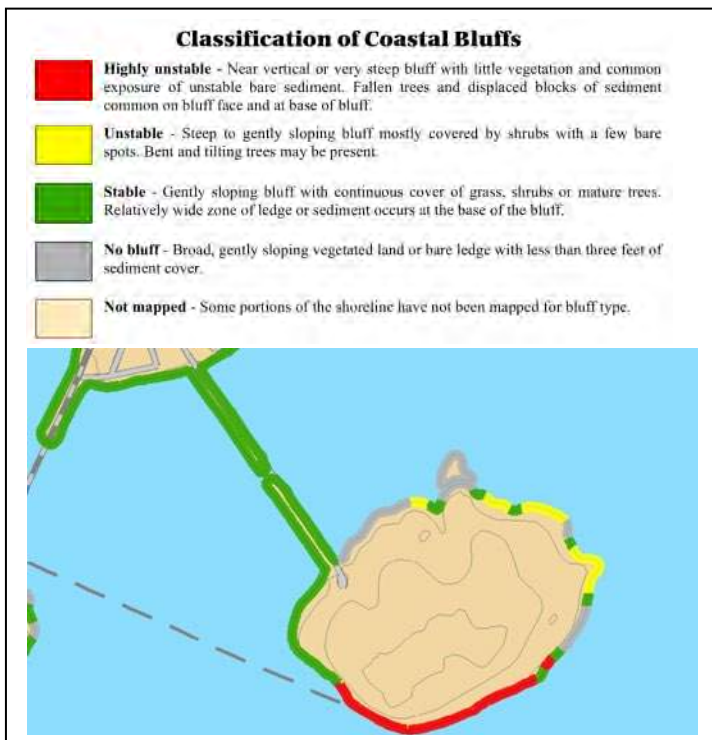 Classification of Coastal Bluffs
Highly unstable - Near vertical or very steep bluff with little vegetation and common
exposure of unstable bare sediment. Fallen trees and displaced blocks of sediment
common on bluff face and at base of bluff.
Unstable - Steep to gently sloping bluff mostly covered by shrubs with a few bare
spots. Bent and tilting trees may be present.
Stable - Gently sloping bluff with continuous cover of grass, shrubs or mature trees.
Relatively wide zone of ledge or sediment occurs at the base of the bluff.
No bluff - Broad, gently sloping vegetated land or bare ledge with less than three feet of
sediment cover.
Not mapped - Some portions of the shoreline have not been mapped for bluff type.